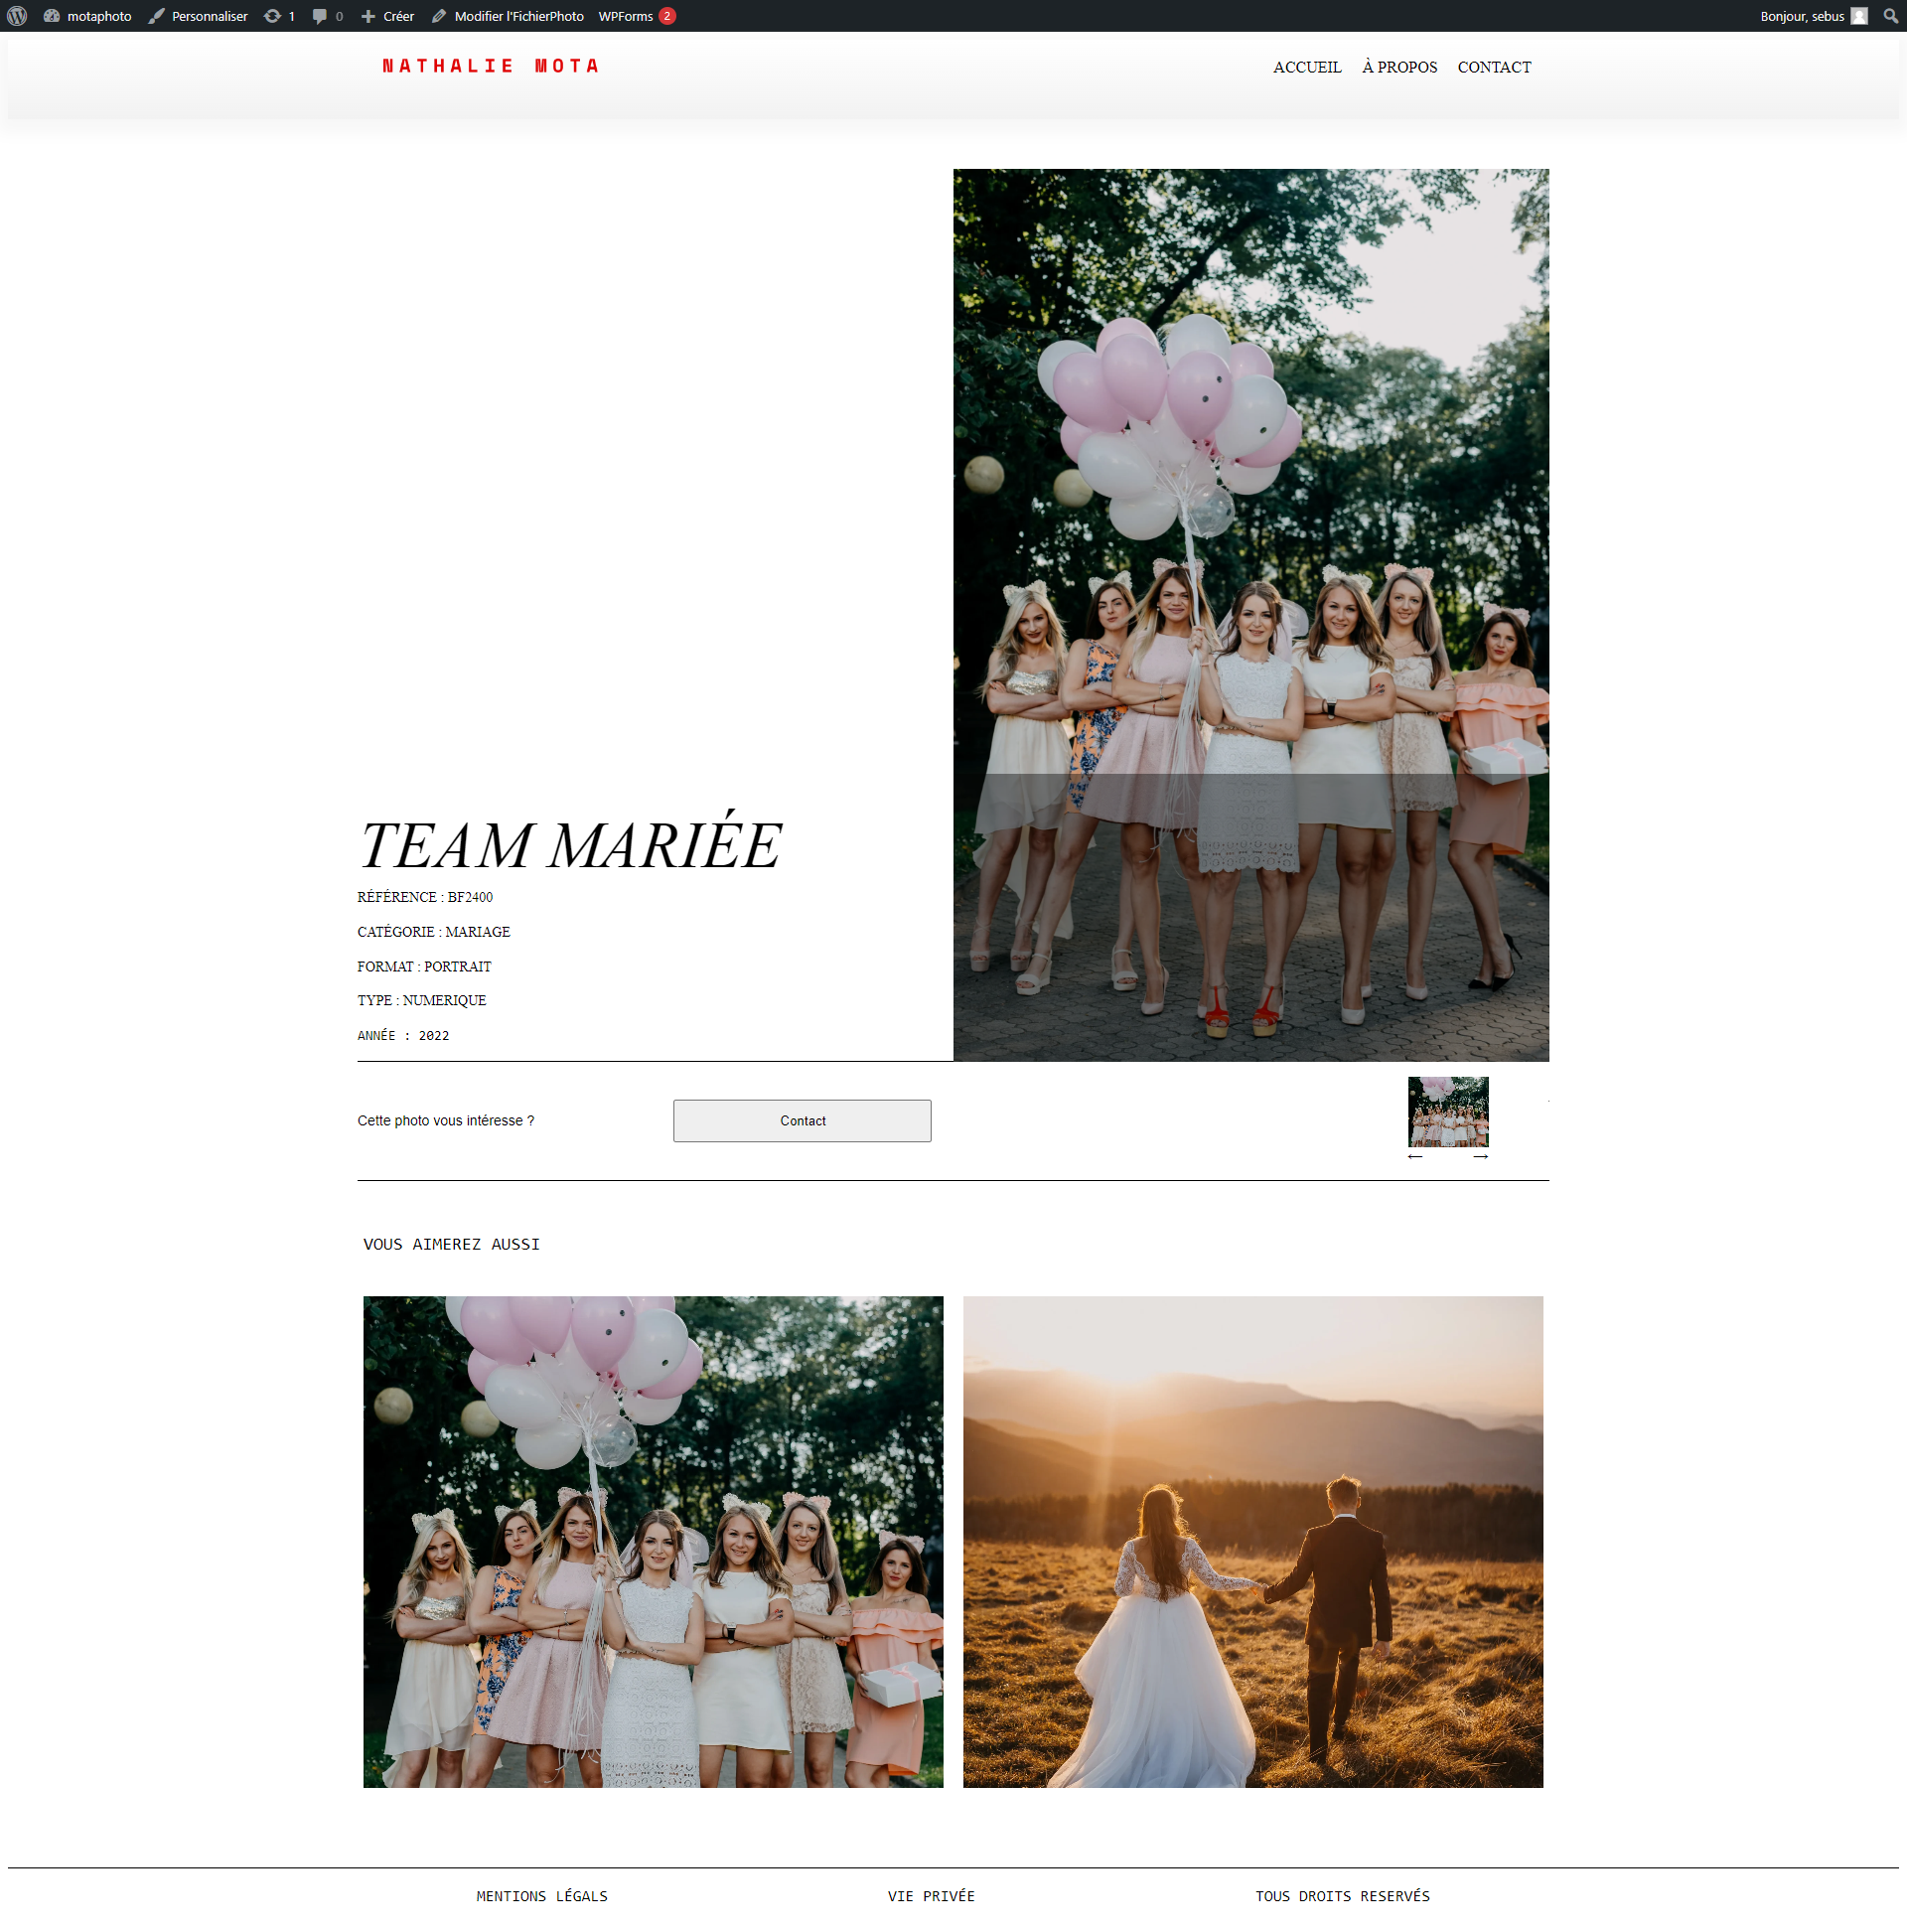 motaphoto Personnaliser 1 0 Créer Modifier l'FichierPhoto WPForms 2 Bonjour, sebus
NATHALIE MOTA ACCUEIL À PROPOS CONTACT
TEAM MARIÉE
RÉFÉRENCE : BF2400
CATÉGORIE : MARIAGE
FORMAT : PORTRAIT
TYPE : NUMERIQUE
ANNÉE : 2022
Cette photo vous intéresse ? Contact
← →
VOUS AIMEREZ AUSSI
MENTIONS LÉGALS VIE PRIVÉE TOUS DROITS RESERVÉS